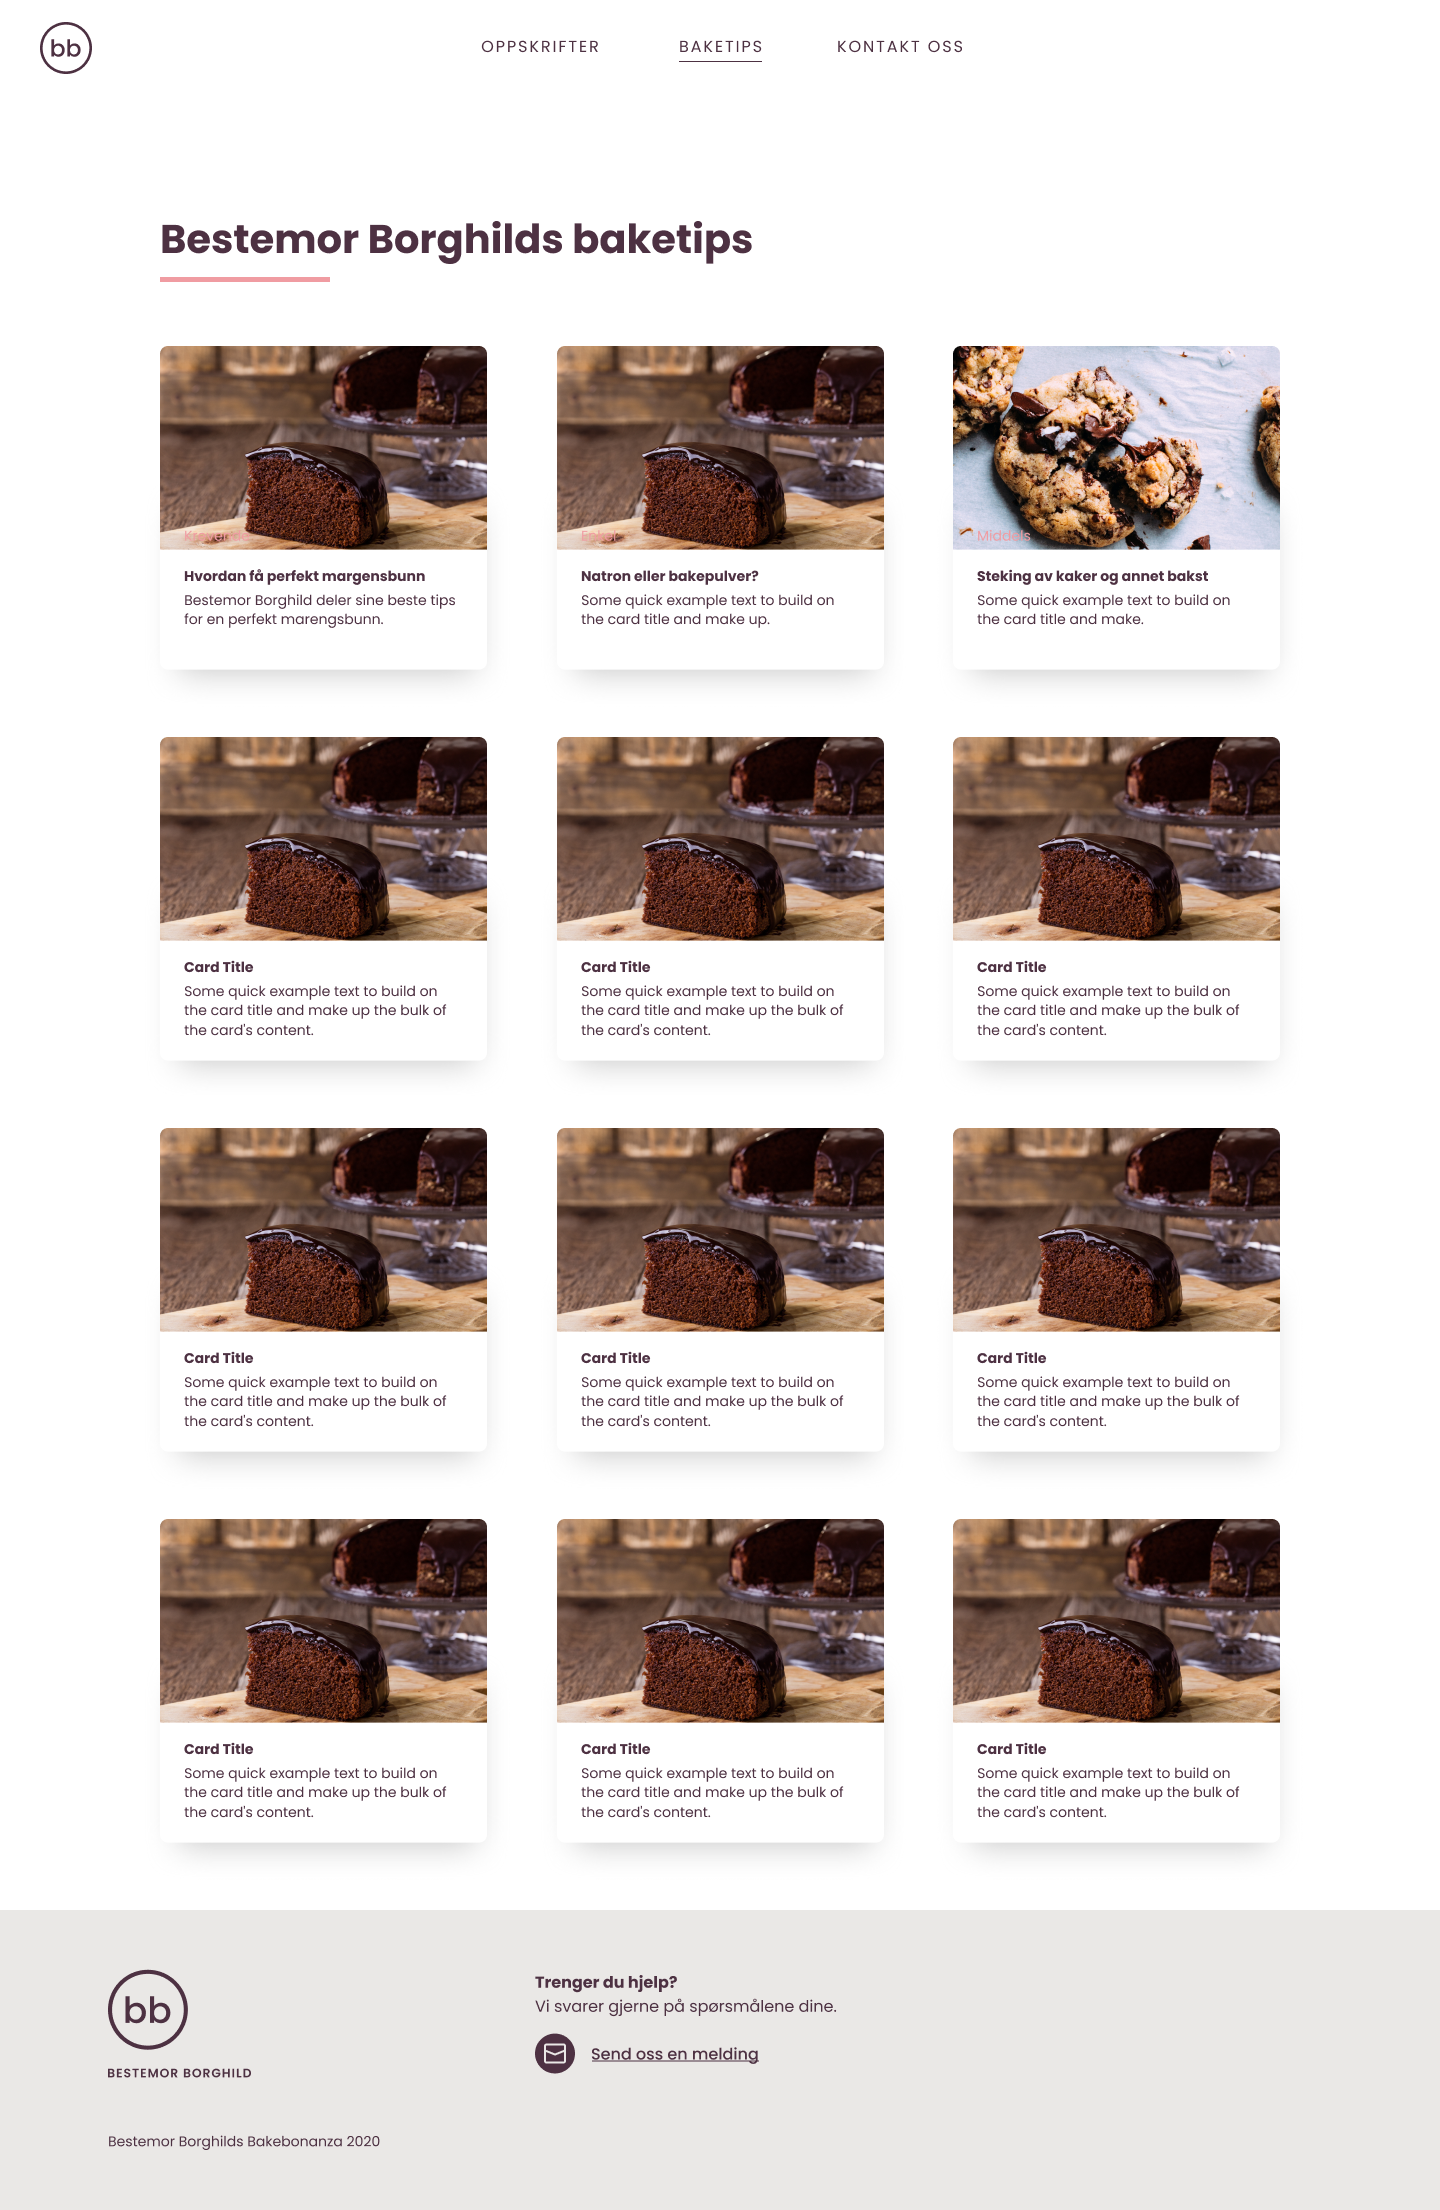 bb
OPPSKRIFTER BAKETIPS KONTAKT OSS
Bestemor Borghilds baketips
Hvordan få perfekt margensbunn
Bestemor Borghild deler sine beste tips
for en perfekt marengsbunn.
Enkel
Natron eller bakepulver?
Some quick example text to build on
the card title and make up.
Middels
Steking av kaker og annet bakst
Some quick example text to build on
the card title and make.
Card Title
Some quick example text to build on
the card title and make up the bulk of
the card's content.
Card Title
Some quick example text to build on
the card title and make up the bulk of
the card's content.
Card Title
Some quick example text to build on
the card title and make up the bulk of
the card's content.
Card Title
Some quick example text to build on
the card title and make up the bulk of
the card's content.
Card Title
Some quick example text to build on
the card title and make up the bulk of
the card's content.
Card Title
Some quick example text to build on
the card title and make up the bulk of
the card's content.
Card Title
Some quick example text to build on
the card title and make up the bulk of
the card's content.
Card Title
Some quick example text to build on
the card title and make up the bulk of
the card's content.
Card Title
Some quick example text to build on
the card title and make up the bulk of
the card's content.
bb
BESTEMOR BORGHILD
Trenger du hjelp?
Vi svarer gjerne på spørsmålene dine.
Send oss en melding
Bestemor Borghilds Bakebonanza 2020